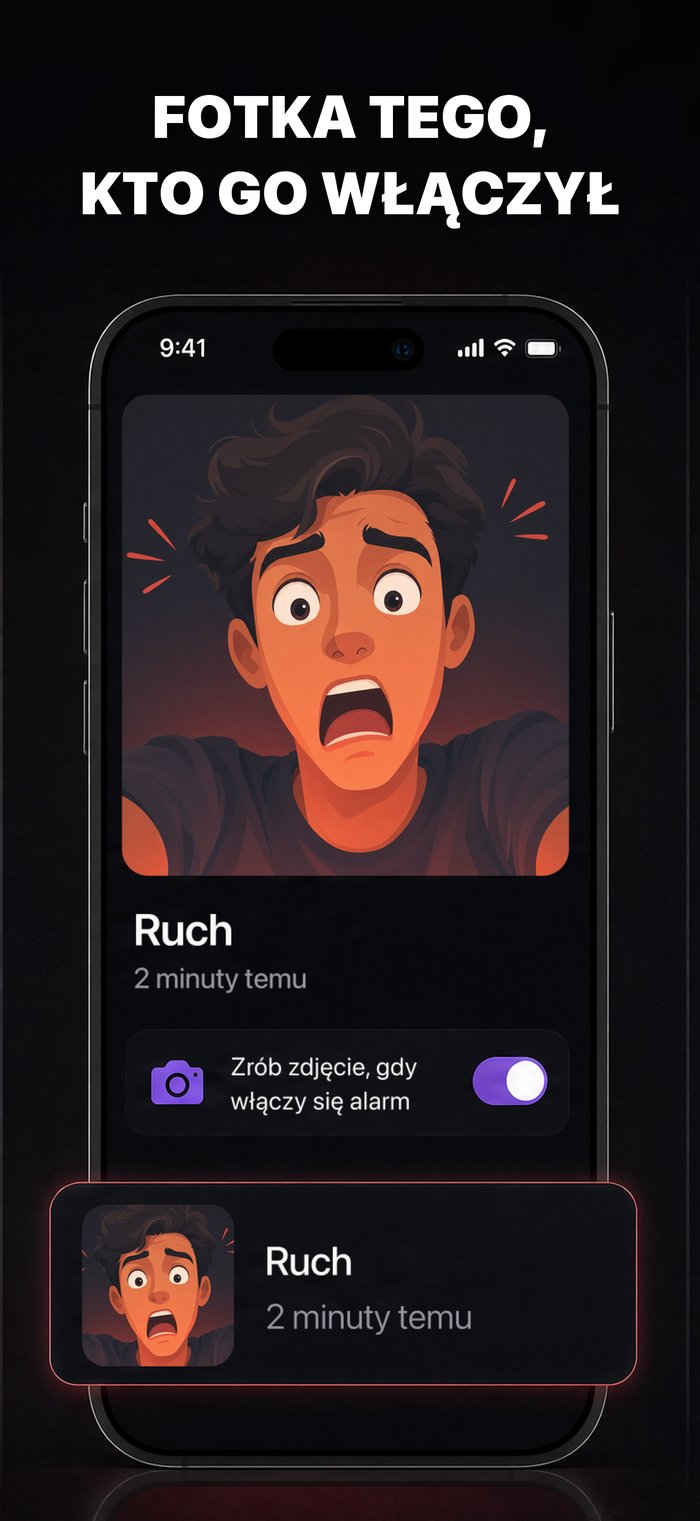 FOTKA TEGO,
KTO GO WŁĄCZYŁ
9:41
Ruch
2 minuty temu
Zrób zdjęcie, gdy
włączy się alarm
Ruch
2 minuty temu